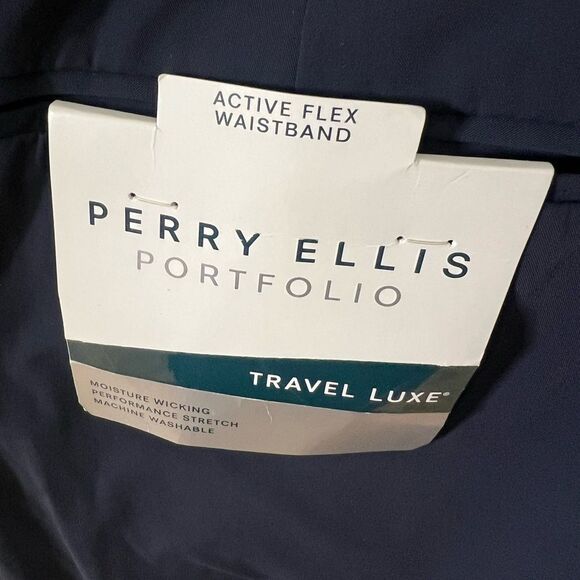 ACTIVE FLEX
WAISTBAND
PERRY ELLIS
PORTFOLIO
TRAVEL LUXE®
MOISTURE WICKING
PERFORMANCE STRETCH
MACHINE WASHABLE